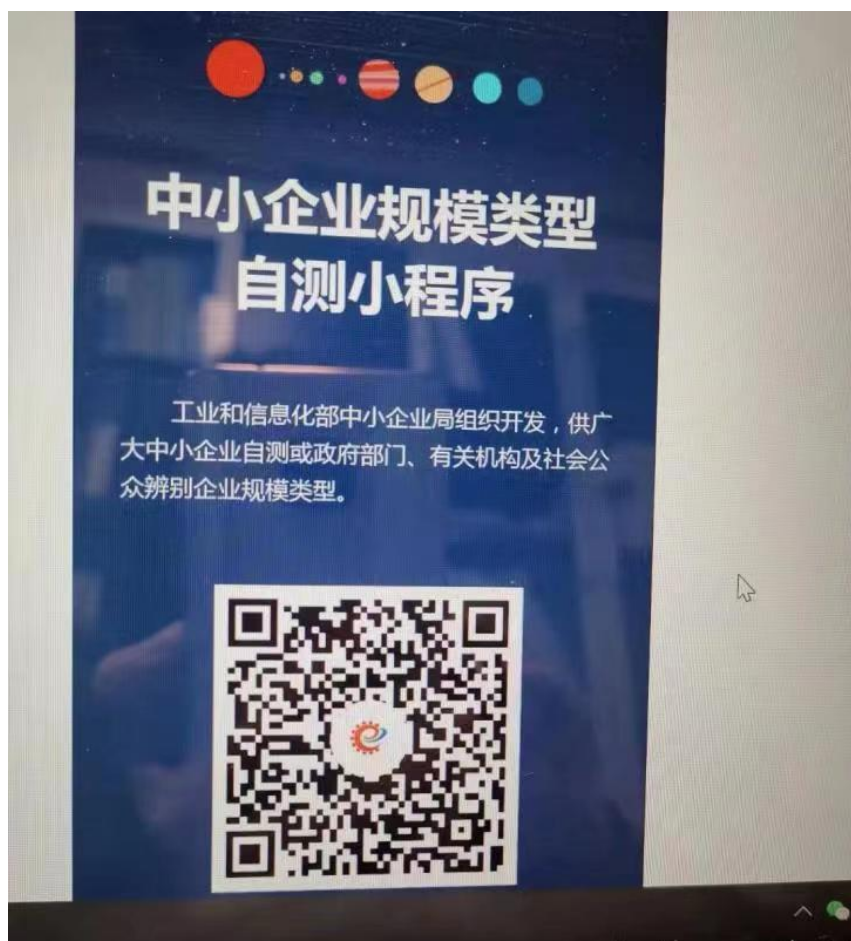 中小企业规模类型
自测小程序
工业和信息化部中小企业局组织开发，供广
大中小企业自测或政府部门、有关机构及社会公
众辨别企业规模类型。